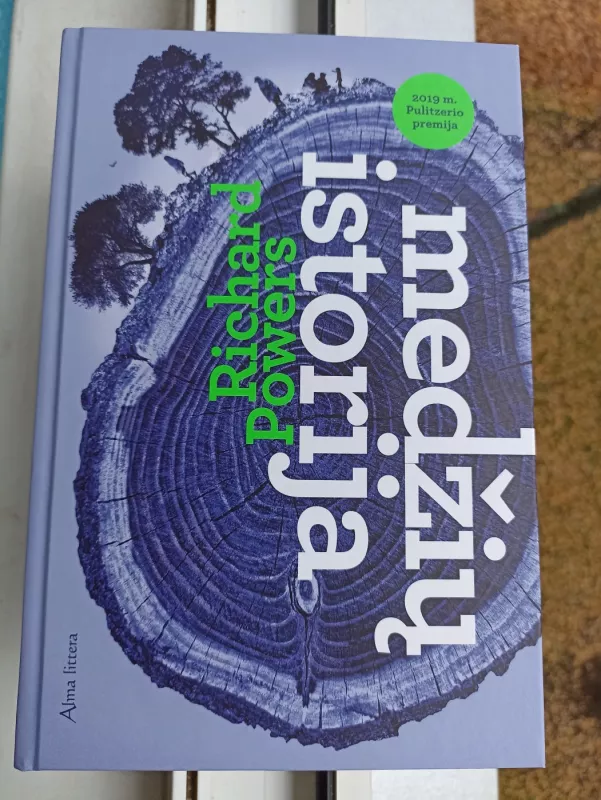 2019 m.
Pulitzerio
premija
medžių
istorija
Richard
Powers
Alma littera